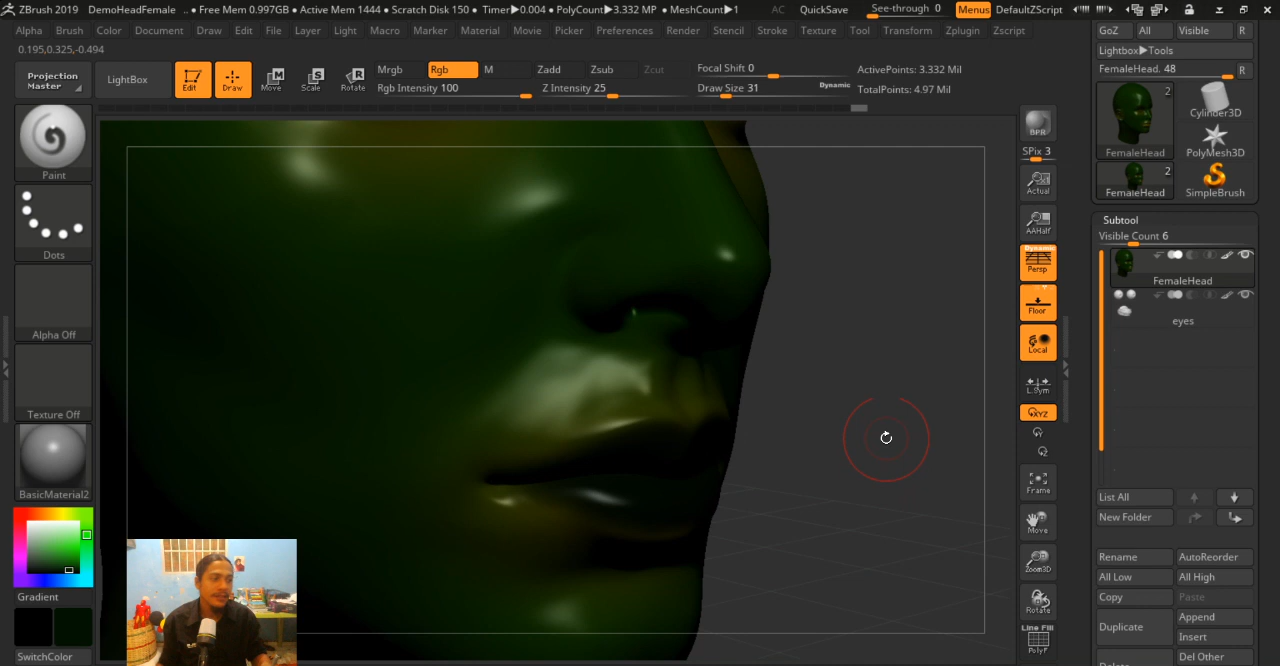 ZBrush 2019 DemoHeadFemale .. • Free Mem 0.997GB • Active Mem 1444 • Scratch Disk 150 • Timer▶0.004 • PolyCount▶3.332 MP • MeshCount▶1 AC QuickSave See-through 0 Menus DefaultZScript
Alpha Brush Color Document Draw Edit File Layer Light Macro Marker Material Movie Picker Preferences Render Stencil Stroke Texture Tool Transform Zplugin Zscript
0.195,0.325,-0.494
Projection Master
LightBox
Edit
Draw
Move
Scale
Rotate
Mrgb Rgb M Zadd Zsub Zcut
Rgb Intensity 100 Z Intensity 25
Focal Shift 0
Draw Size 31 Dynamic
ActivePoints: 3.332 Mil
TotalPoints: 4.97 Mil
Paint
Dots
Alpha Off
Texture Off
BasicMaterial2
Gradient
SwitchColor
BPR
SPix 3
Actual
AAHalf
Dynamic
Persp
Floor
Local
L.Sym
XYZ
Y
Z
Frame
Move
Zoom3D
Rotate
Line Fill
PolyF
GoZ All Visible R
Lightbox▶Tools
FemaleHead. 48 R
2
FemaleHead
Cylinder3D
PolyMesh3D
2
FemaleHead
SimpleBrush
Subtool
Visible Count 6
FemaleHead
eyes
List All
New Folder
Rename AutoReorder
All Low All High
Copy Paste
Duplicate
Append
Insert
Delete Del Other